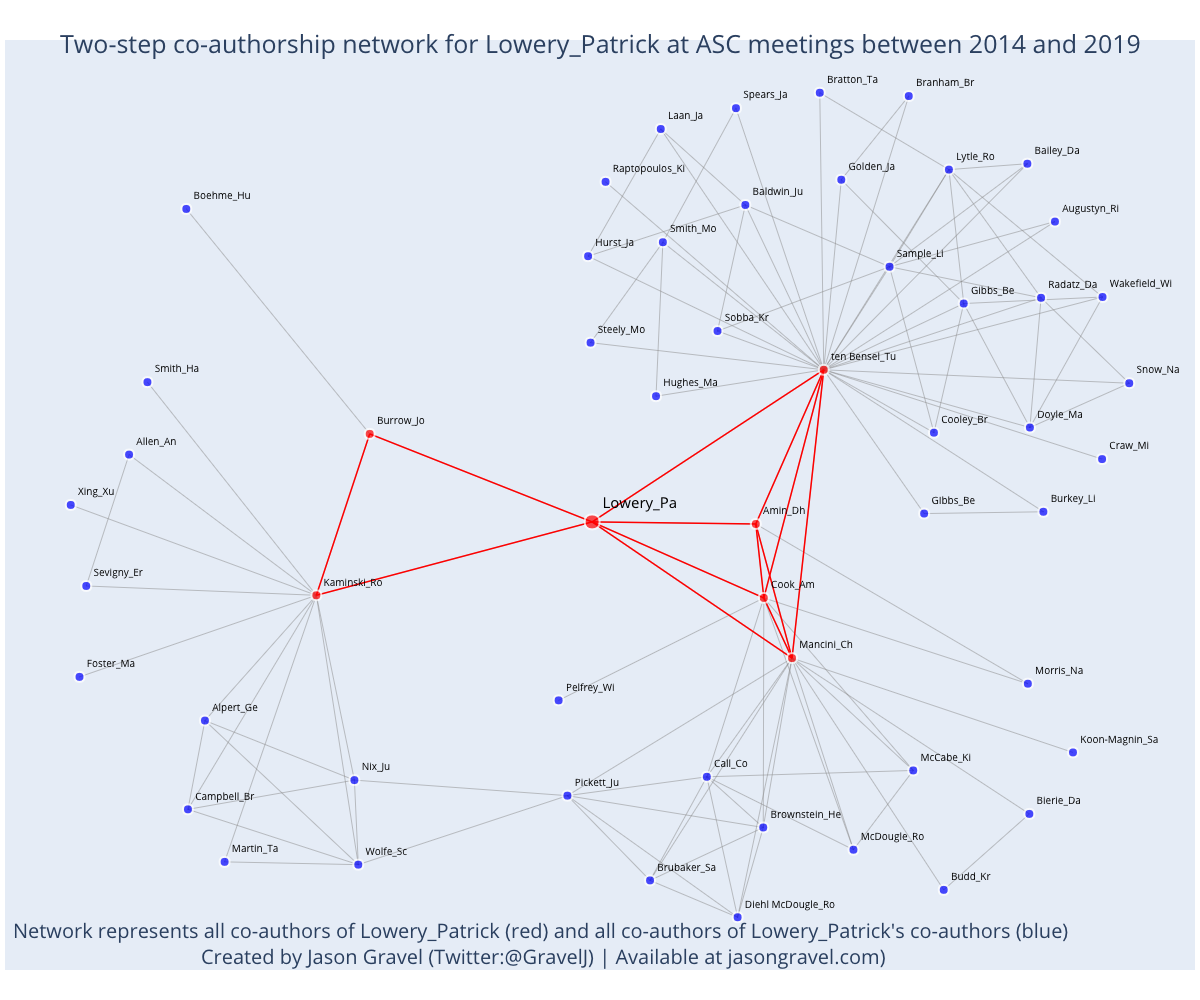 Two-step co-authorship network for Lowery_Patrick at ASC meetings between 2014 and 2019
Bratton_Ta
Branham_Br
Spears_Ja
Laan_Ja
Lytle_Ro
Bailey_Da
Raptopoulos_Ki
Golden_Ja
Baldwin_Ju
Boehme_Hu
Augustyn_Ri
Smith_Mo
Hurst_Ja
Sample_Li
Gibbs_Be
Radatz_Da
Wakefield_Wi
Sobba_Kr
Steely_Mo
ten Bensel_Tu
Smith_Ha
Snow_Na
Hughes_Ma
Doyle_Ma
Burrow_Jo
Cooley_Br
Allen_An
Craw_Mi
Xing_Xu
Lowery_Pa
Gibbs_Be
Burkey_Li
Amin_Dh
Sevigny_Er
Kaminski_Ro
Cook_Am
Mancini_Ch
Foster_Ma
Morris_Na
Pelfrey_Wi
Alpert_Ge
Koon-Magnin_Sa
McCabe_Ki
Call_Co
Nix_Ju
Pickett_Ju
Campbell_Br
Bierie_Da
Brownstein_He
McDougle_Ro
Martin_Ta
Wolfe_Sc
Brubaker_Sa
Budd_Kr
Diehl McDougle_Ro
Network represents all co-authors of Lowery_Patrick (red) and all co-authors of Lowery_Patrick's co-authors (blue)
Created by Jason Gravel (Twitter:@GravelJ) | Available at jasongravel.com)